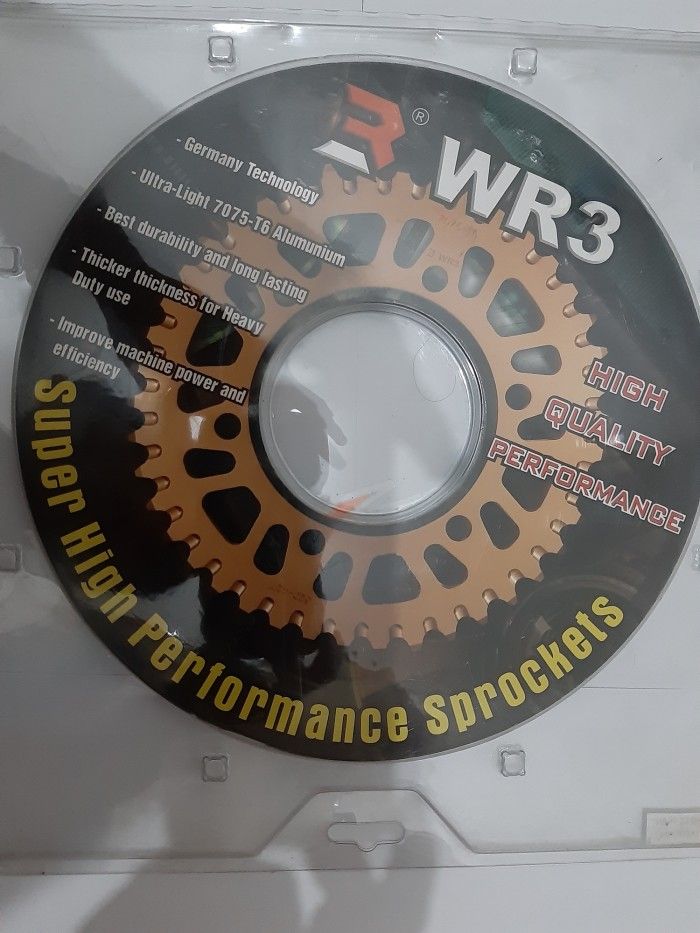 R® WR3
- Germany Technology
- Ultra-Light 7075-T6 Alumunium
- Best durability and long lasting
- Thicker thickness for Heavy
Duty use
- Improve machine power and
efficiency
HIGH
QUALITY
PERFORMANCE
Super High Performance Sprockets